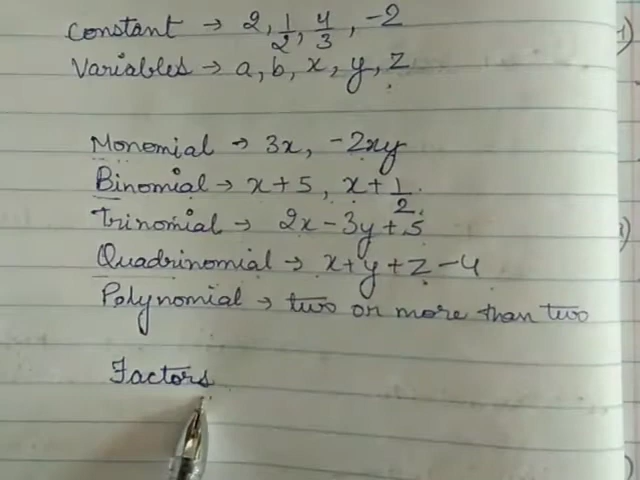 Constant → 2, 1/2, 4/3, -2
Variables → a, b, x, y, z
Monomial → 3x, -2xy
Binomial → x+5, x+1/2.
Trinomial → 2x-3y+5
Quadrinomial → x+y+z-4
Polynomial → two or more than two
Factors